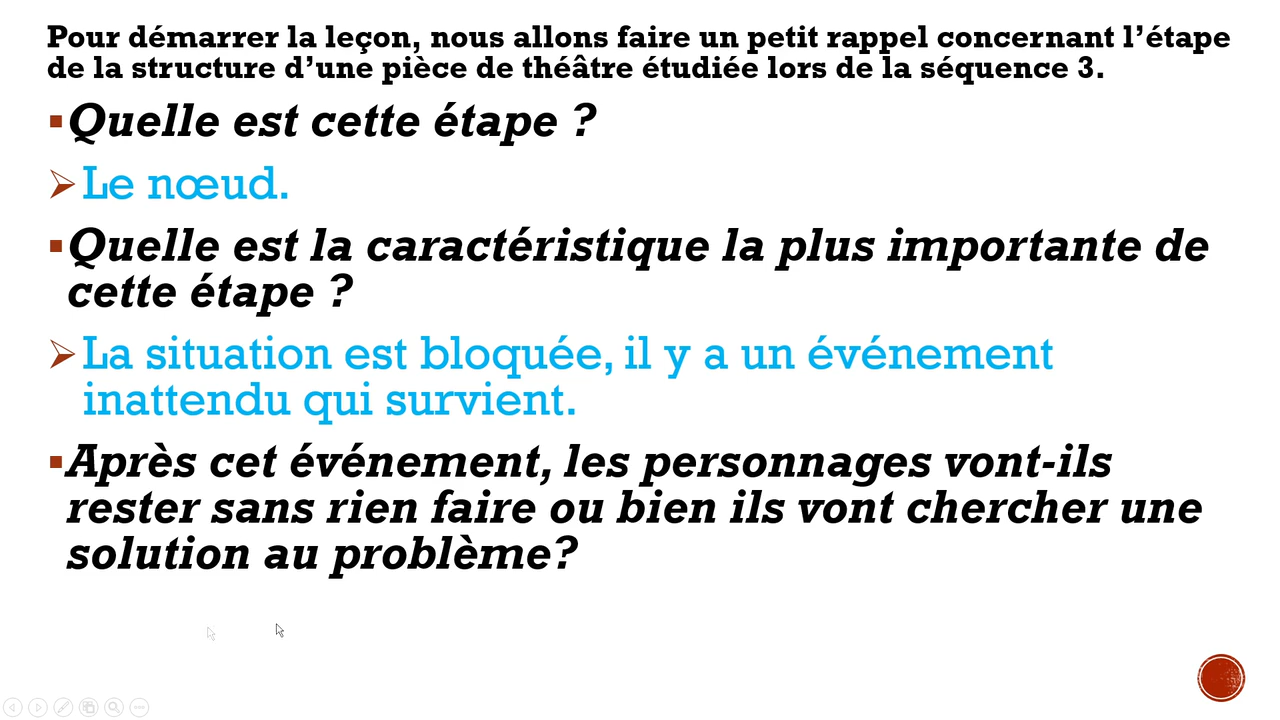 Pour démarrer la leçon, nous allons faire un petit rappel concernant l’étape
de la structure d’une pièce de théâtre étudiée lors de la séquence 3.
Quelle est cette étape ?
Le nœud.
Quelle est la caractéristique la plus importante de
cette étape ?
La situation est bloquée, il y a un événement
inattendu qui survient.
Après cet événement, les personnages vont-ils
rester sans rien faire ou bien ils vont chercher une
solution au problème?